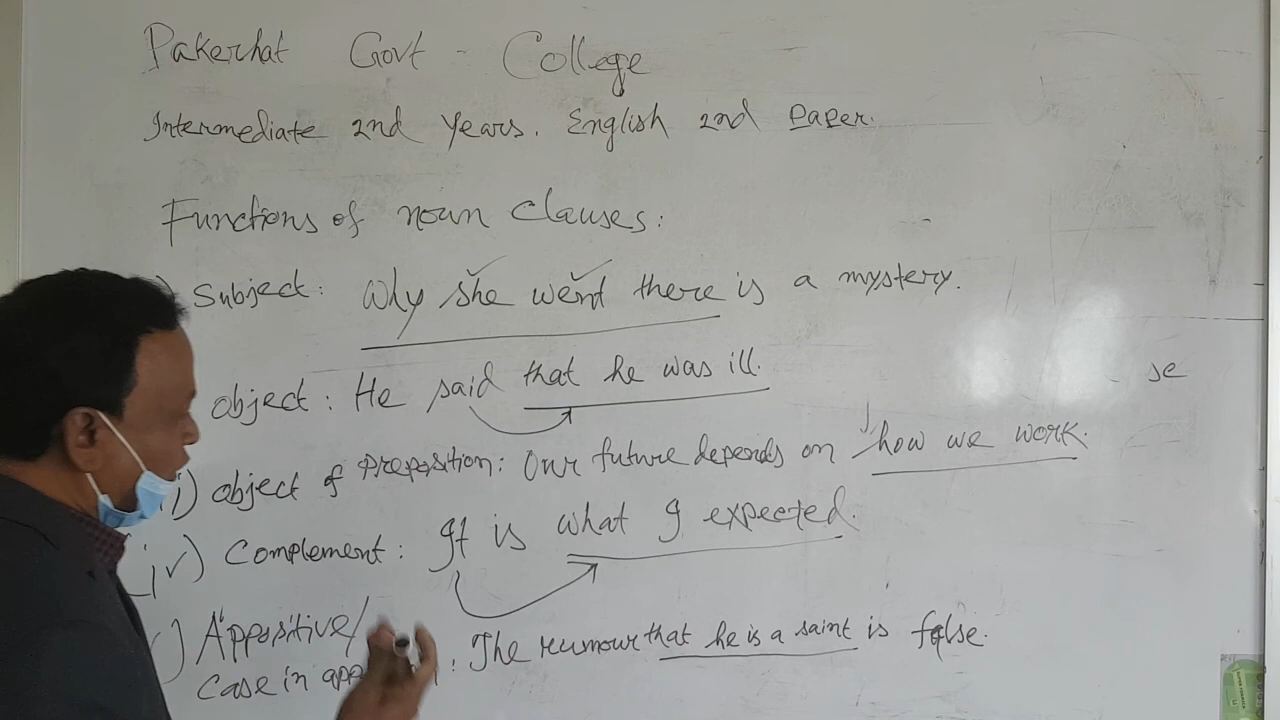 Pakerhat Govt - College
Intermediate 2nd Years. English 2nd Paper.
Functions of noun Clauses:
) Subject: Why she went there is a mystery.
Object: He said that he was ill.
se
i) Object of Preposition: Our future depends on how we work.
iv) Complement: It is what I expected.
) Appositive/
Case in app : The rumour that he is a saint is false.